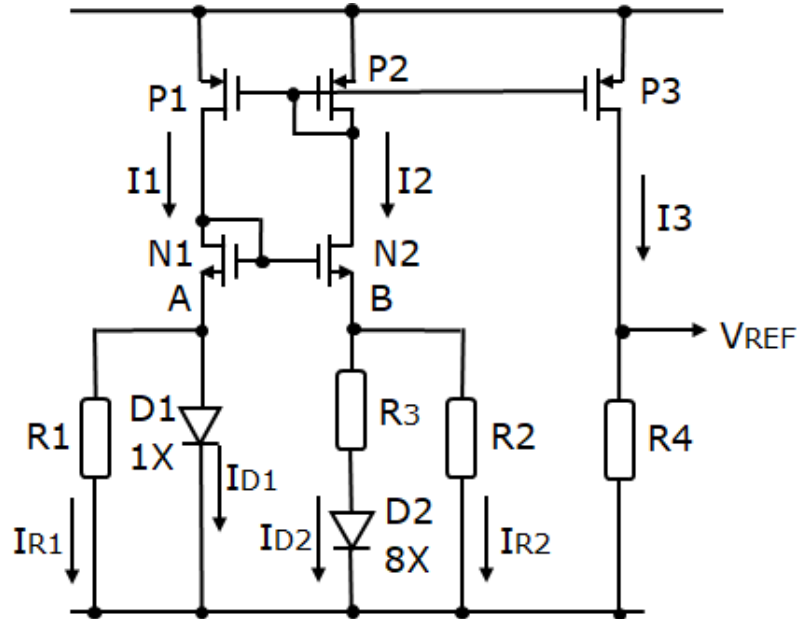 P1
P2
P3
I1
I2
I3
N1
N2
A
B
VREF
R1
D1
1X
R3
R2
R4
ID1
IR1
ID2
D2
8X
IR2